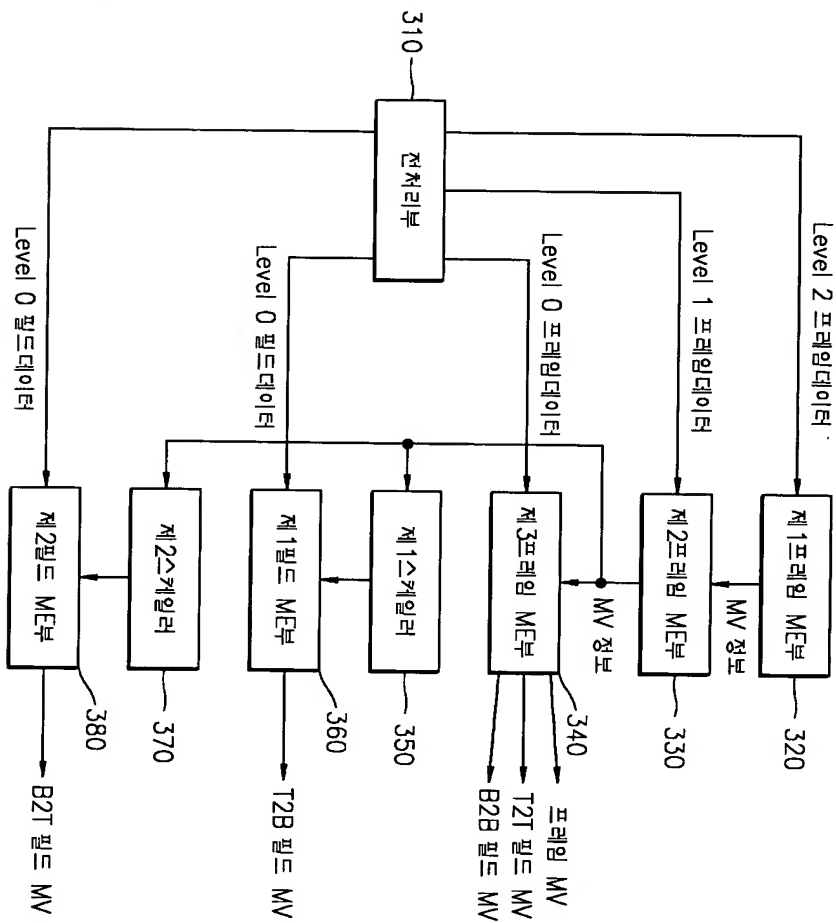 310
전처리부
Level 2 프레임데이터
Level 1 프레임데이터
Level 0 프레임데이터
Level 0 필드데이터
Level 0 필드데이터
제1프레임 ME부
320
MV 정보
제2프레임 ME부
330
MV 정보
제3프레임 ME부
340
프레임 MV
T2T 필드 MV
B2B 필드 MV
제1스케일러
350
제1필드 ME부
360
T2B 필드 MV
제2스케일러
370
제2필드 ME부
380
B2T 필드 MV